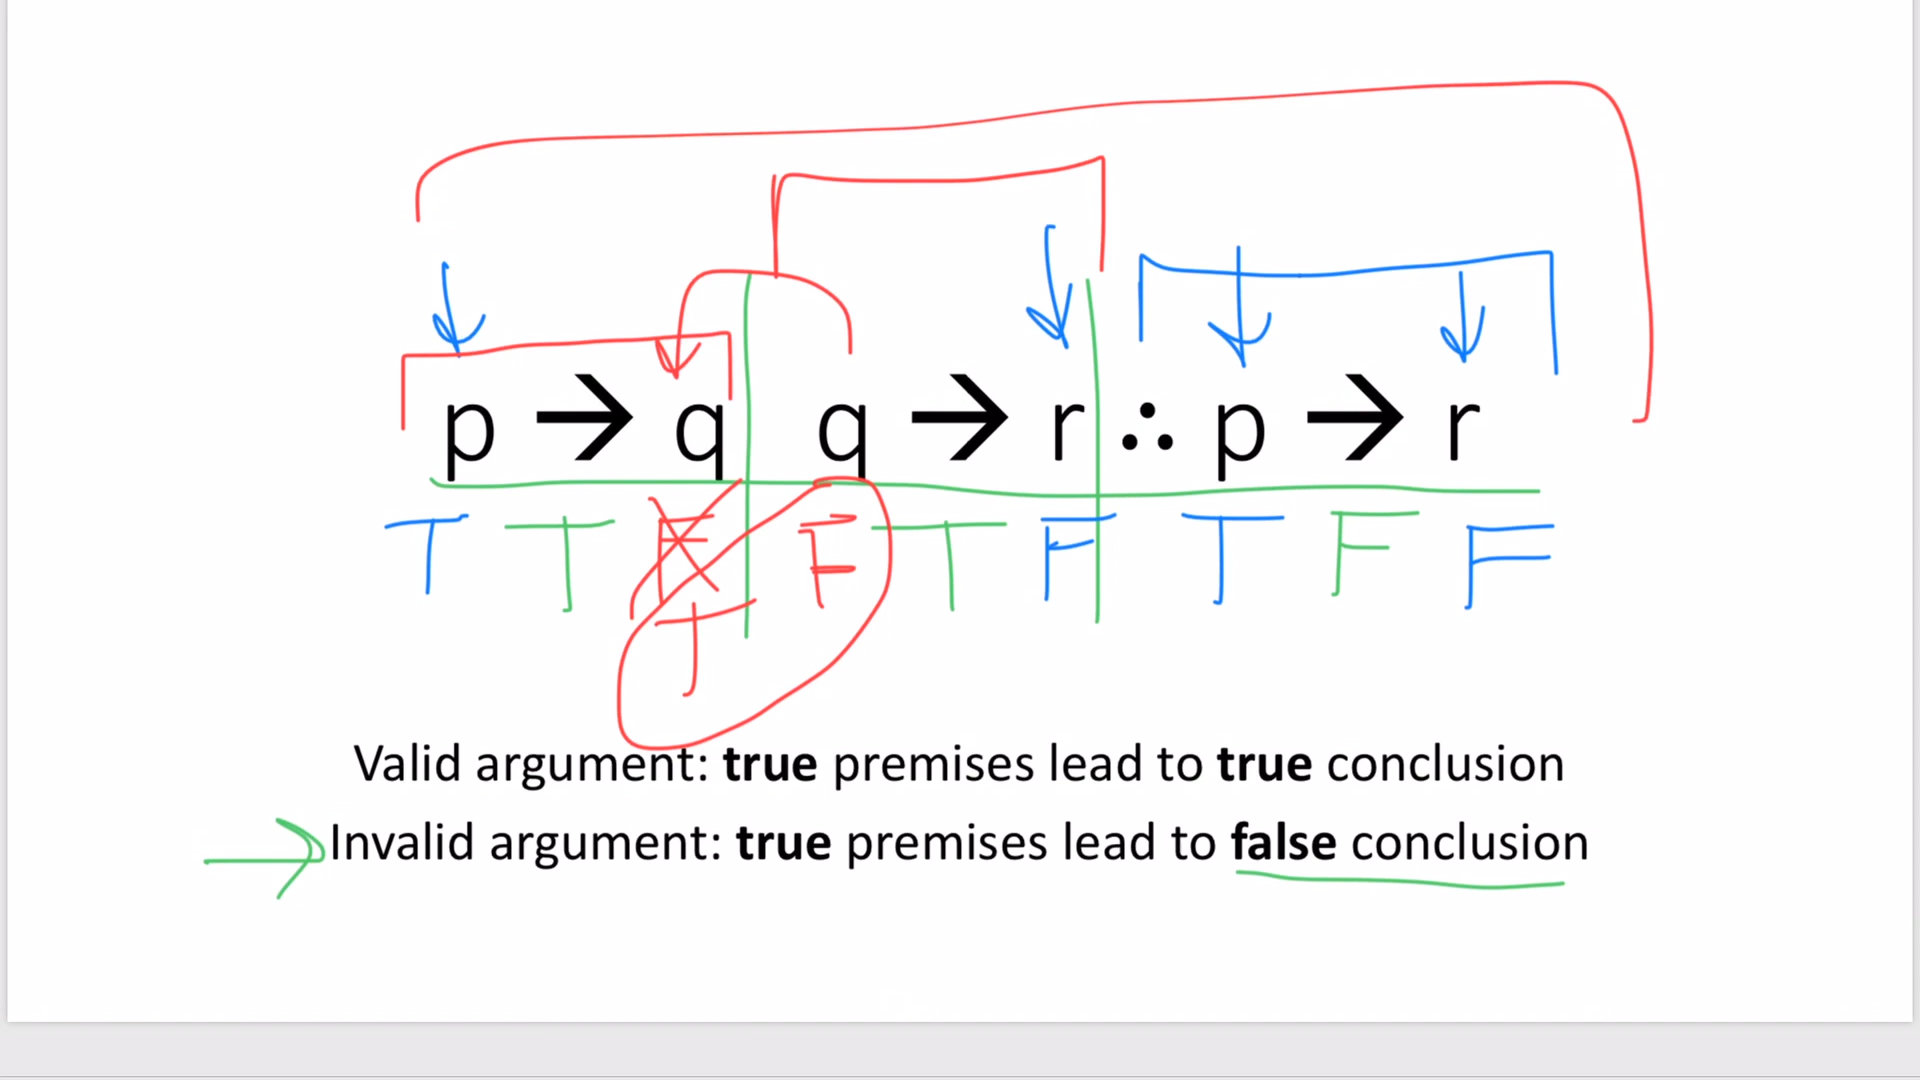 p → q q → r ∴ p → r
T T F F T F T F F
T
Valid argument: true premises lead to true conclusion
Invalid argument: true premises lead to false conclusion